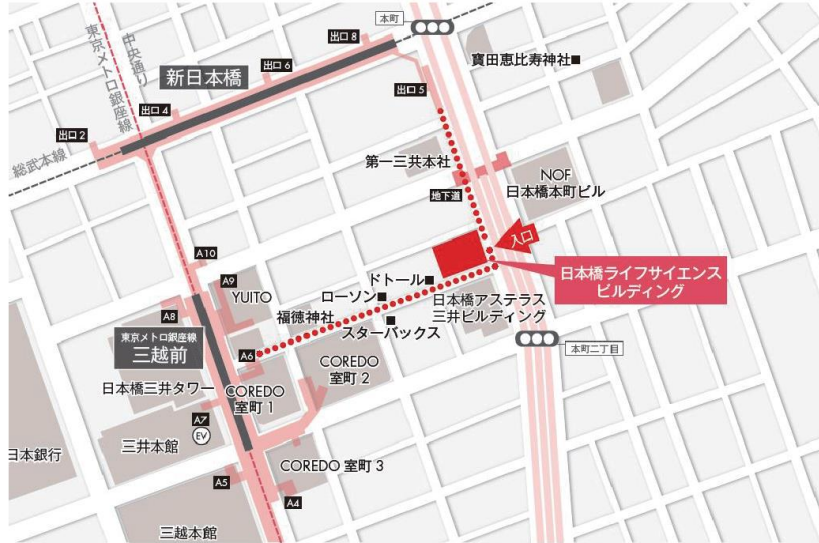 本町
出口 8
寶田恵比寿神社
東京メトロ銀座線
中央通り
出口 6
新日本橋
出口 5
出口 4
出口 2
総武本線
第一三共本社
NOF
日本橋本町ビル
地下道
入口
A10
A9
YUITO
ドトール
ローソン
日本橋ライフサイエンス
ビルディング
福徳神社
スターバックス
日本橋アステラス
三井ビルディング
A8
東京メトロ銀座線
三越前
A6
本町二丁目
COREDO
室町 2
日本橋三井タワー
COREDO
室町 1
A7
EV
三井本館
日本銀行
COREDO 室町 3
A5
A4
三越本館